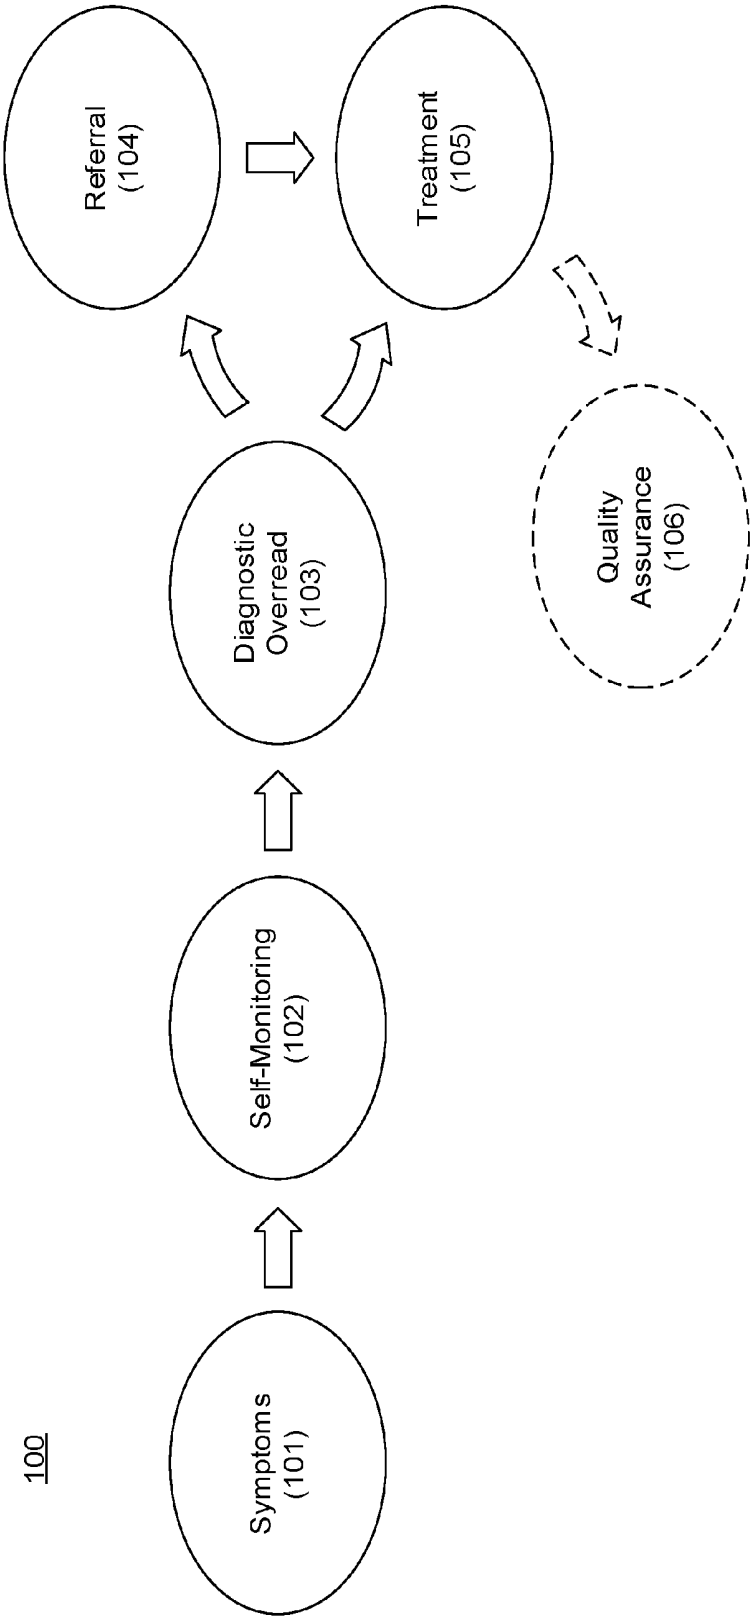 100
Symptoms
(101)
Self-Monitoring
(102)
Diagnostic
Overread
(103)
Referral
(104)
Treatment
(105)
Quality
Assurance
(106)